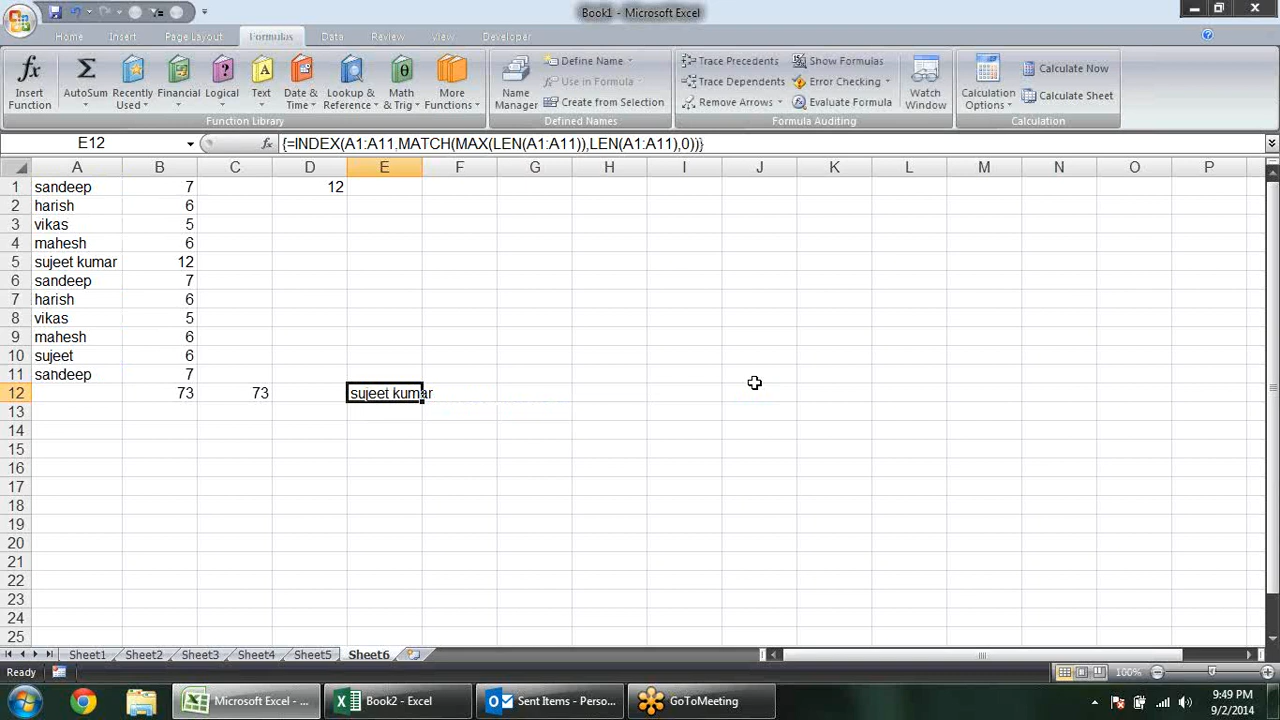 Book1 - Microsoft Excel
Home Insert Page Layout Formulas Data Review View Developer
Insert Function
AutoSum
Recently Used
Financial
Logical
Text
Date & Time
Lookup & Reference
Math & Trig
More Functions
Function Library
Name Manager
Define Name
Use in Formula
Create from Selection
Defined Names
Trace Precedents
Trace Dependents
Remove Arrows
Show Formulas
Error Checking
Evaluate Formula
Watch Window
Formula Auditing
Calculation Options
Calculate Now
Calculate Sheet
Calculation
E12 fx {=INDEX(A1:A11,MATCH(MAX(LEN(A1:A11)),LEN(A1:A11),0))}
A B C D E F G H I J K L M N O P
1 sandeep 7 12
2 harish 6
3 vikas 5
4 mahesh 6
5 sujeet kumar 12
6 sandeep 7
7 harish 6
8 vikas 5
9 mahesh 6
10 sujeet 6
11 sandeep 7
12 73 73 sujeet kumar
13
14
15
16
17
18
19
20
21
22
23
24
25
Sheet1 Sheet2 Sheet3 Sheet4 Sheet5 Sheet6
Ready 100%
Microsoft Excel - ... Book2 - Excel Sent Items - Perso... GoToMeeting
9:49 PM
9/2/2014